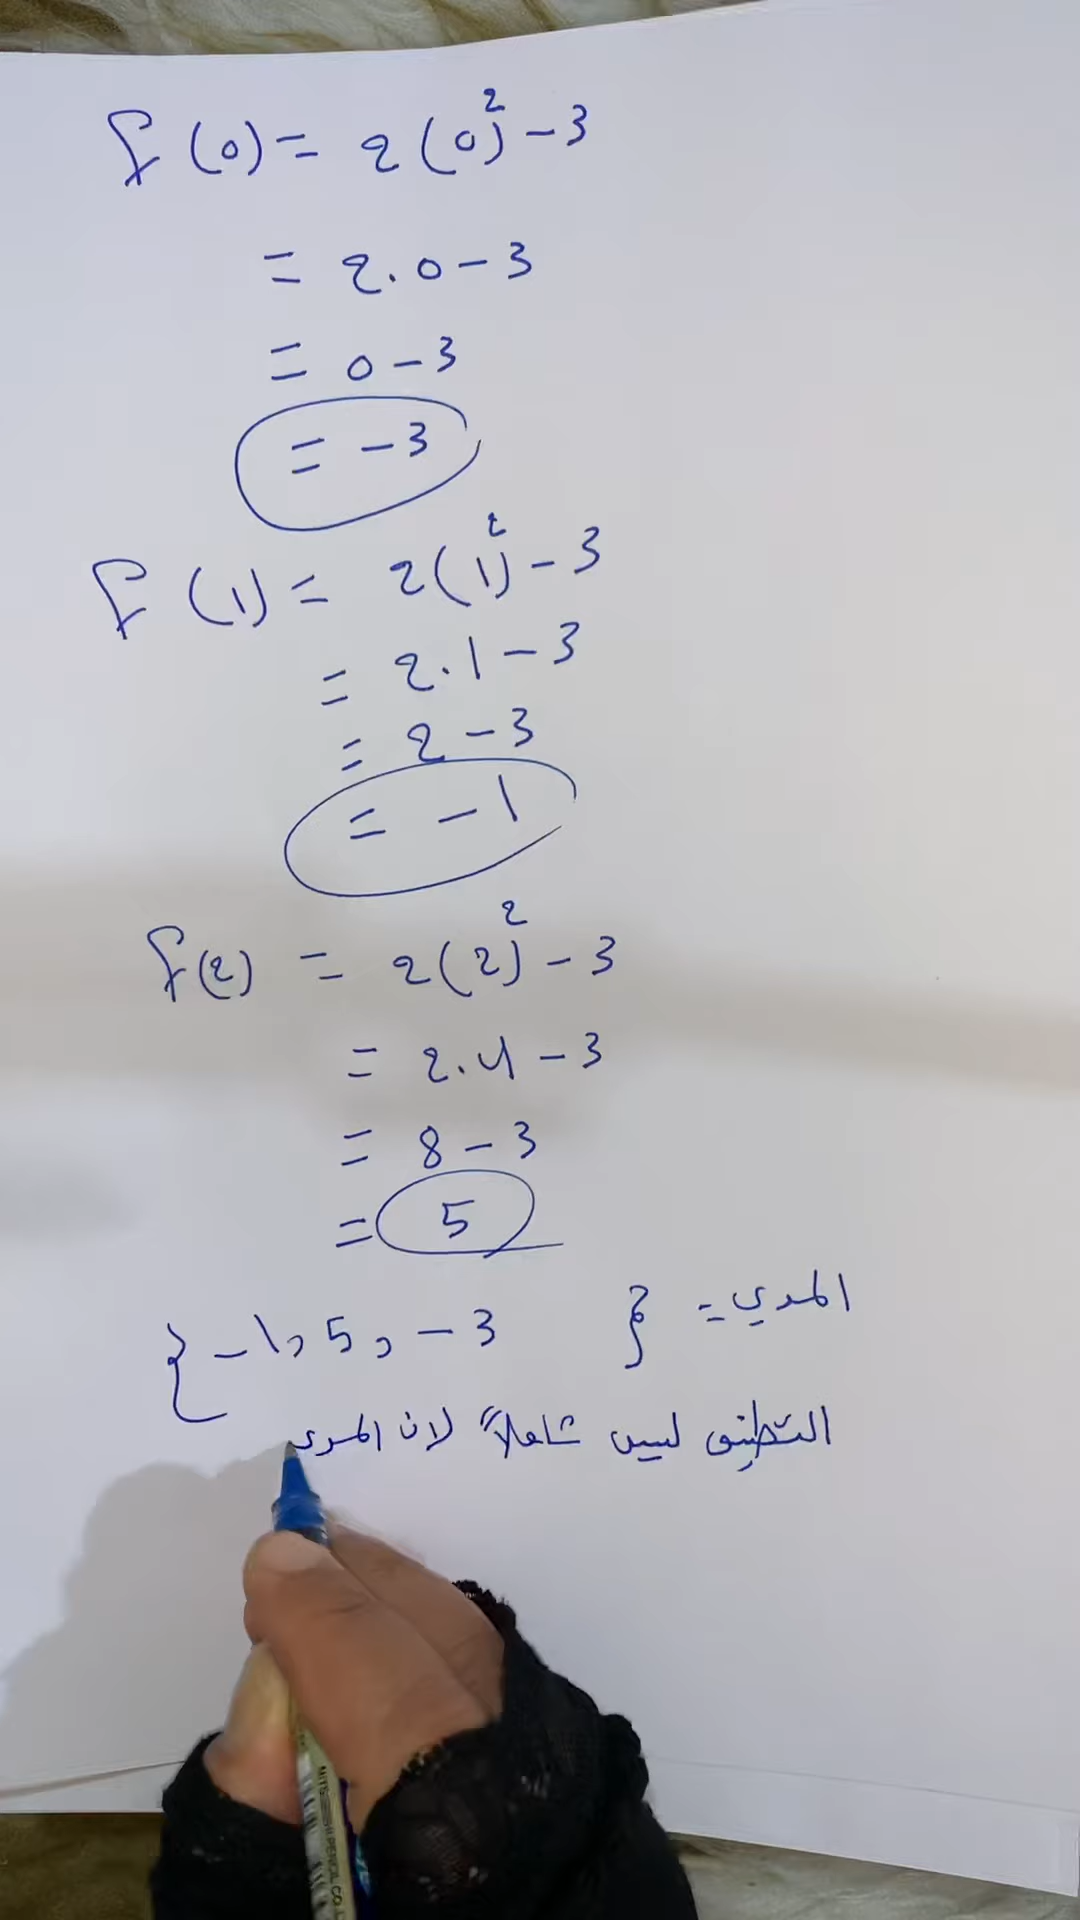 f(0) = 2(0)² - 3
= 2.0 - 3
= 0 - 3
= -3
f(1) = 2(1)² - 3
= 2.1 - 3
= 2 - 3
= -1
f(2) = 2(2)² - 3
= 2.4 - 3
= 8 - 3
= 5
المدى = {-1, 5, -3}
التطبيق ليس شاملاً لان المدى